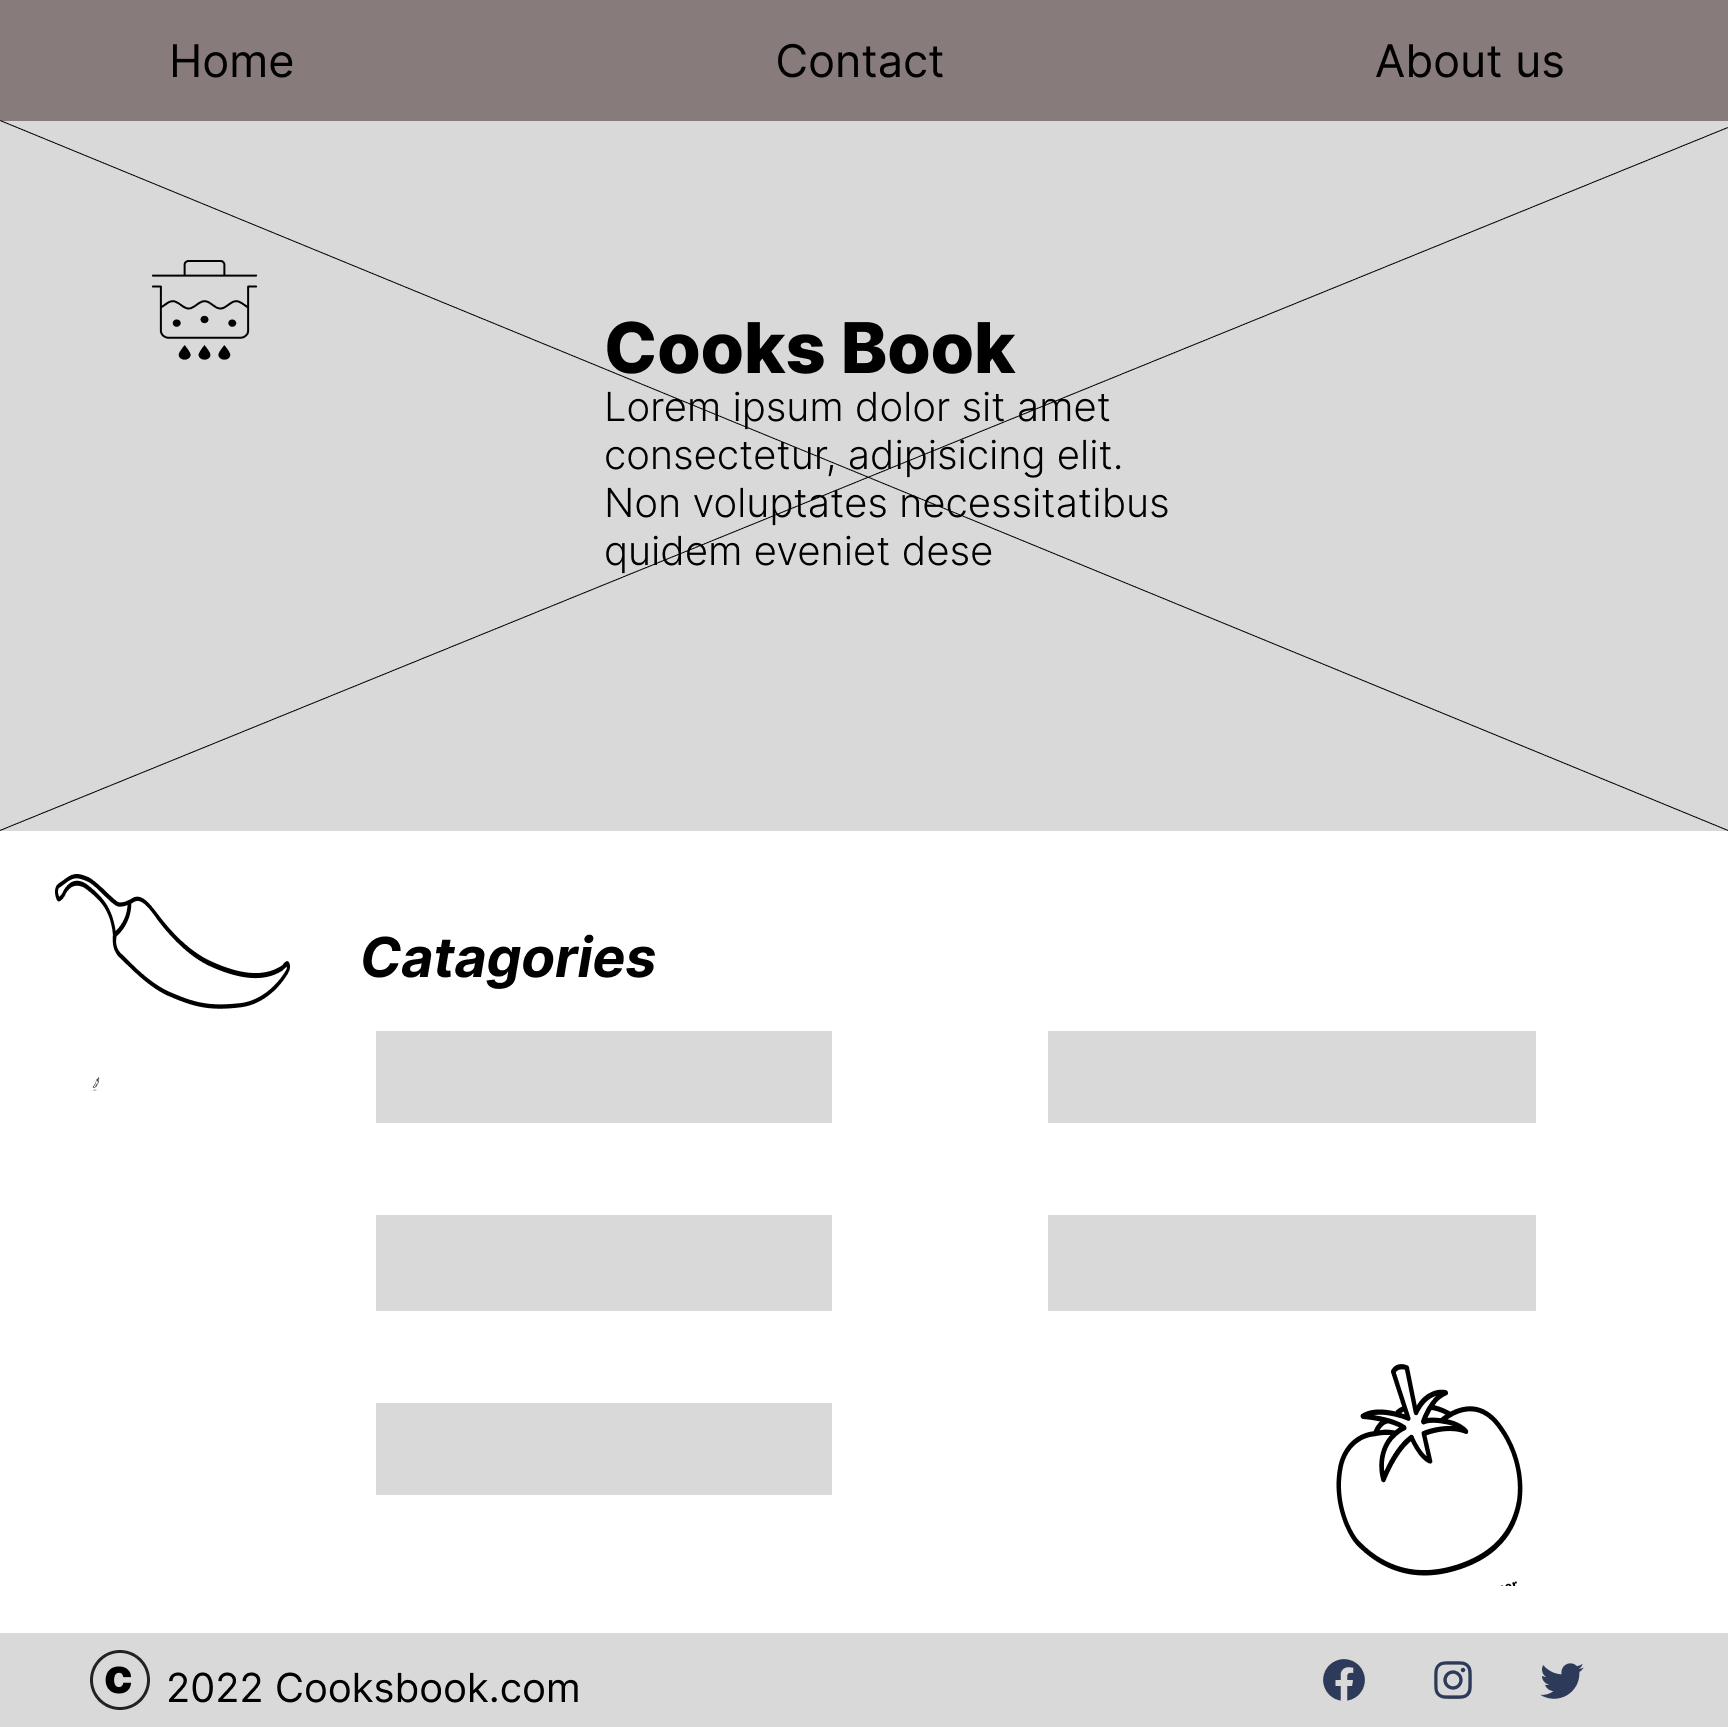 Home Contact About us
Cooks Book
Lorem ipsum dolor sit amet
consectetur, adipisicing elit.
Non voluptates necessitatibus
quidem eveniet dese
Catagories
C 2022 Cooksbook.com